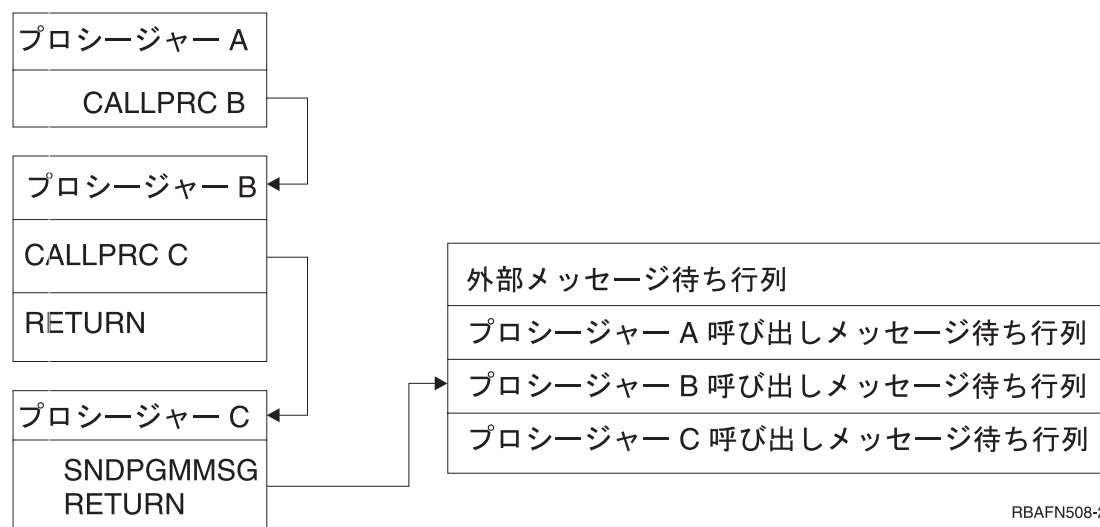 プロシージャー A
CALLPRC B
プロシージャー B
CALLPRC C
RETURN
プロシージャー C
SNDPGMMSG
RETURN
外部メッセージ待ち行列
プロシージャー A 呼び出しメッセージ待ち行列
プロシージャー B 呼び出しメッセージ待ち行列
プロシージャー C 呼び出しメッセージ待ち行列
RBAFN508-2